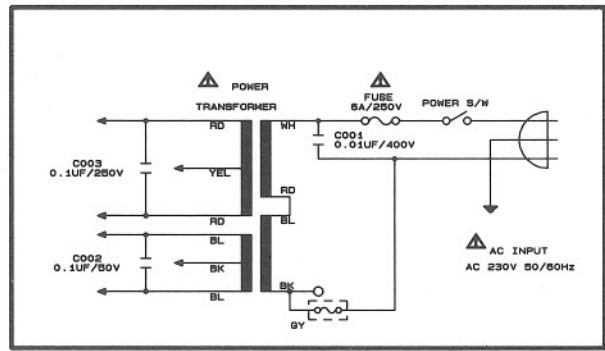 POWER
TRANSFORMER
FUSE
5A/250V
POWER S/W
RD
WH
C001
0.01UF/400V
C003
0.1UF/250V
YEL
RD
RD
BL
BL
C002
0.1UF/50V
BK
BL
BK
GY
AC INPUT
AC 230V 50/60Hz